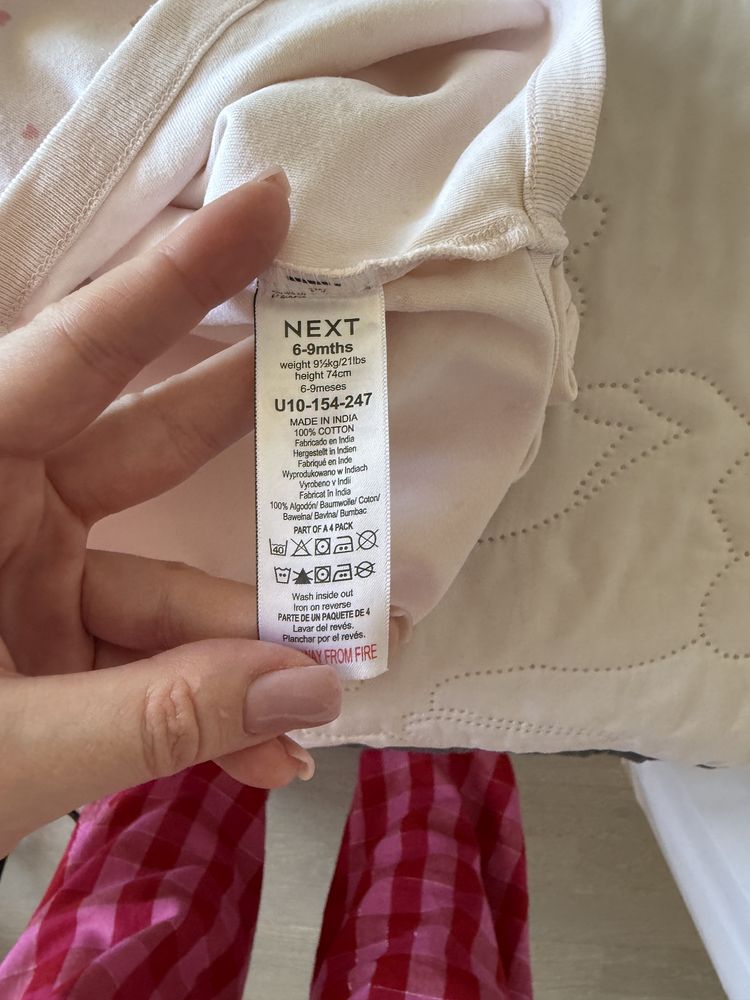 NEXT
6-9mths
weight 9½kg/21lbs
height 74cm
6-9meses
U10-154-247
MADE IN INDIA
100% COTTON
Fabricado en India
Hergestellt in Indien
Fabriqué en Inde
Wyprodukowano w Indiach
Vyrobeno v Indii
Fabricat în India
100% Algodón/ Baumwolle/ Coton/
Bawełna/ Bavlna/ Bumbac
PART OF A 4 PACK
40
Wash inside out
Iron on reverse
PARTE DE UN PAQUETE DE 4
Lavar del revés.
Planchar por el revés.
FROM FIRE